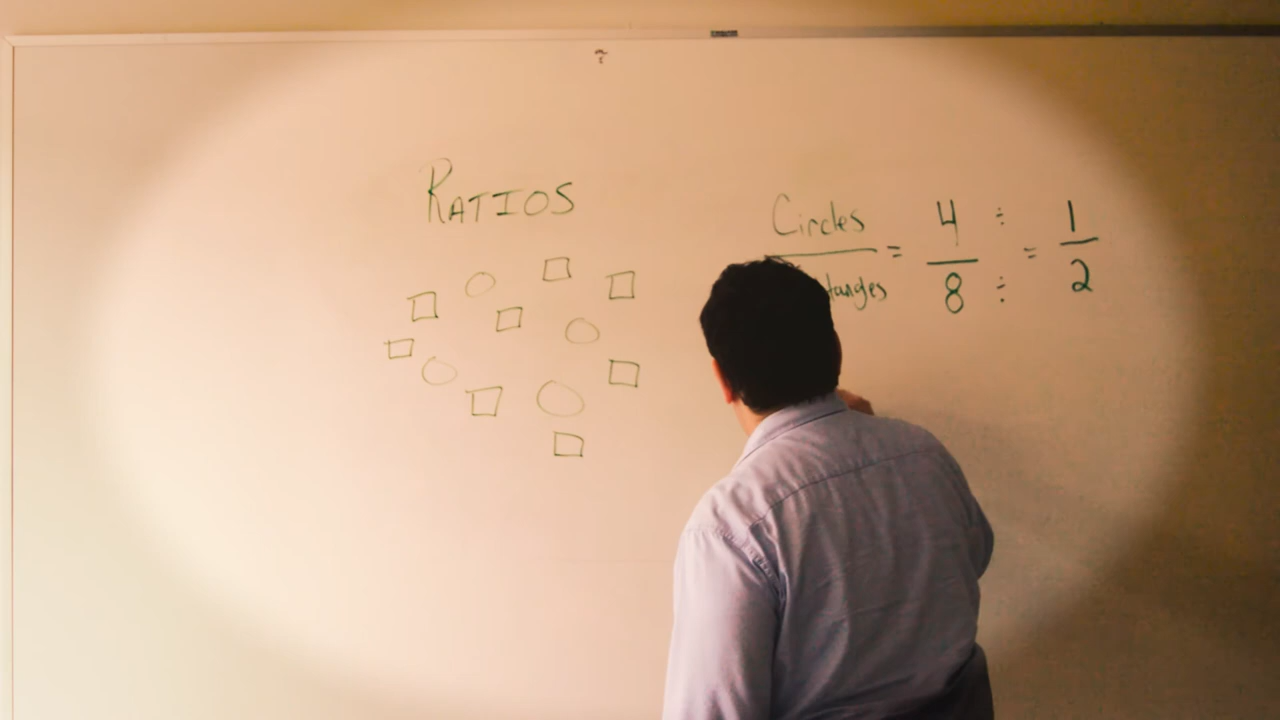 RATIOS
Circles = 4 ÷ = 1
8 ÷ 2